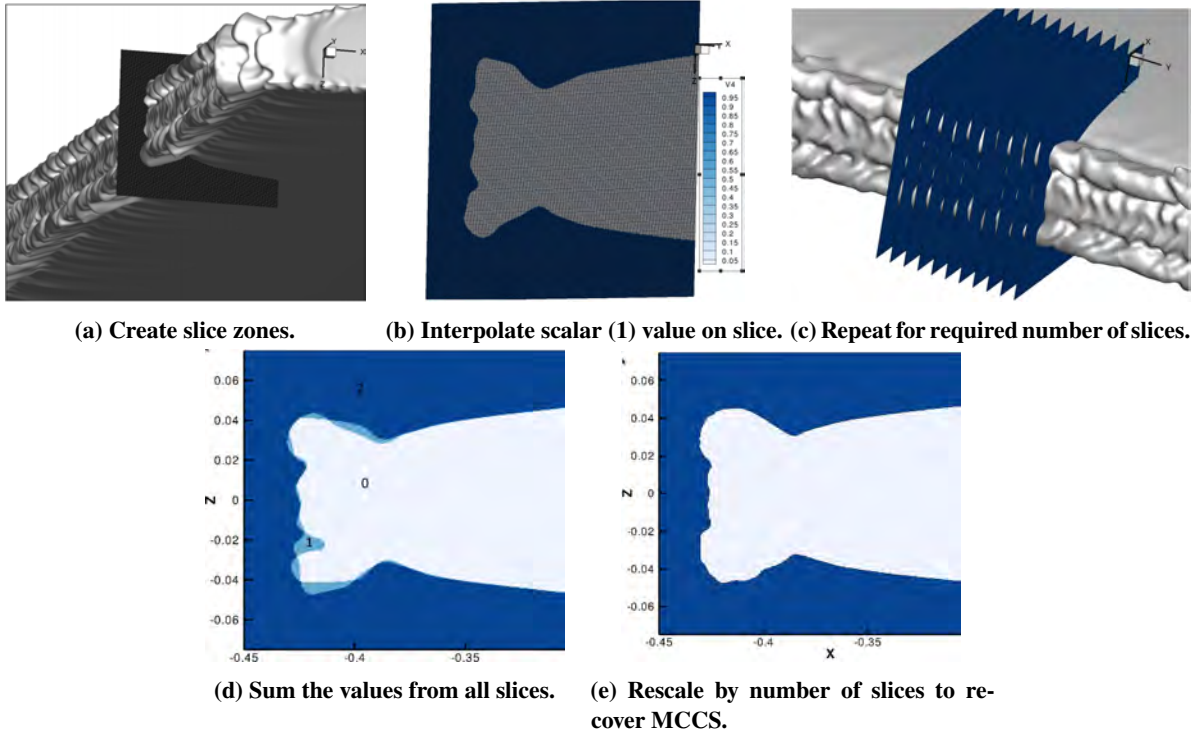 Y
X
Z
X
Y
Z
V4
0.95
0.9
0.85
0.8
0.75
0.7
0.65
0.6
0.55
0.5
0.45
0.4
0.35
0.3
0.25
0.2
0.15
0.1
0.05
X
Y
Z
(a) Create slice zones.
(b) Interpolate scalar (1) value on slice.
(c) Repeat for required number of slices.
0.06
0.04
0.02
0
-0.02
-0.04
-0.06
Z
2
0
1
-0.45
-0.4
-0.35
(d) Sum the values from all slices.
0.06
0.04
0.02
0
-0.02
-0.04
-0.06
Z
-0.45
-0.4
-0.35
X
(e) Rescale by number of slices to re-
cover MCCS.